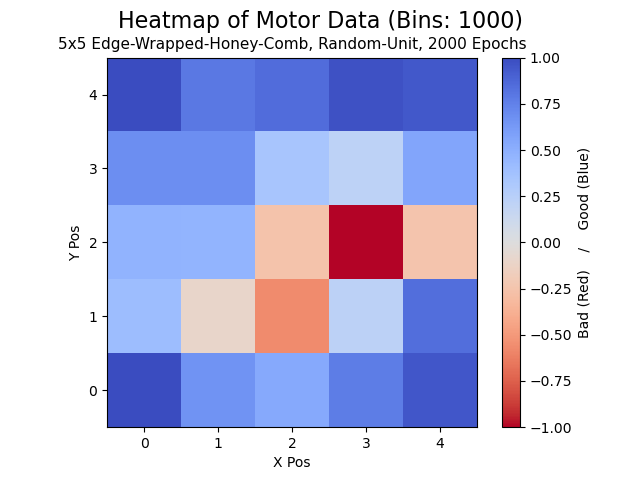 Heatmap of Motor Data (Bins: 1000)
5x5 Edge-Wrapped-Honey-Comb, Random-Unit, 2000 Epochs
4
3
2
1
0
Y Pos
0 1 2 3 4
X Pos
1.00
0.75
0.50
0.25
0.00
−0.25
−0.50
−0.75
−1.00
Bad (Red) / Good (Blue)